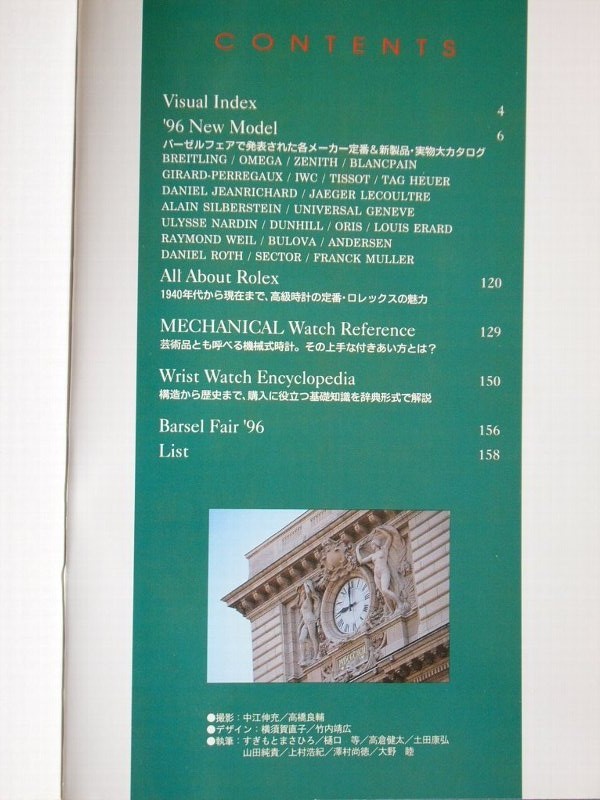 CONTENTS
Visual Index 4
'96 New Model 6
バーゼルフェアで発表された各メーカー定番&新製品・実物大カタログ
BREITLING / OMEGA / ZENITH / BLANCPAIN
GIRARD-PERREGAUX / IWC / TISSOT / TAG HEUER
DANIEL JEANRICHARD / JAEGER LECOULTRE
ALAIN SILBERSTEIN / UNIVERSAL GENEVE
ULYSSE NARDIN / DUNHILL / ORIS / LOUIS ERARD
RAYMOND WEIL / BULOVA / ANDERSEN
DANIEL ROTH / SECTOR / FRANCK MULLER
All About Rolex 120
1940年代から現在まで、高級時計の定番・ロレックスの魅力
MECHANICAL Watch Reference 129
芸術品とも呼べる機械式時計。その上手な付きあい方とは?
Wrist Watch Encyclopedia 150
構造から歴史まで、購入に役立つ基礎知識を辞典形式で解説
Barsel Fair '96 156
List 158
●撮影:中江伸充/高橋良輔
●デザイン:横須賀直子/竹内靖広
●執筆:すぎもとまさひろ/樋口 等/高倉健太/土田康弘
山田純貴/上村浩紀/澤村尚徳/大野 睦